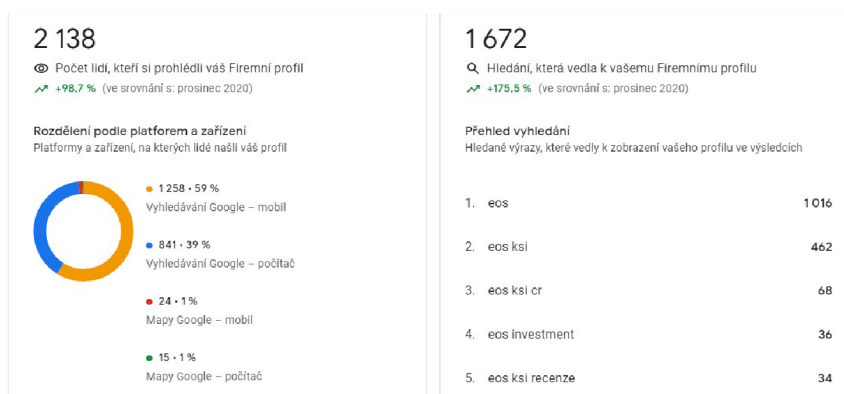 2 138
Počet lidí, kteří si prohlédli váš Firemní profil
+98,7 % (ve srovnání s: prosinec 2020)
Rozdělení podle platforem a zařízení
Platformy a zařízení, na kterých lidé našli váš profil
1 258 • 59 %
Vyhledávání Google – mobil
841 • 39 %
Vyhledávání Google – počítač
24 • 1 %
Mapy Google – mobil
15 • 1 %
Mapy Google – počítač
1 672
Hledání, která vedla k vašemu Firemnímu profilu
+175,5 % (ve srovnání s: prosinec 2020)
Přehled vyhledání
Hledané výrazy, které vedly k zobrazení vašeho profilu ve výsledcích
1. eos 1 016
2. eos ksi 462
3. eos ksi cr 68
4. eos investment 36
5. eos ksi recenze 34